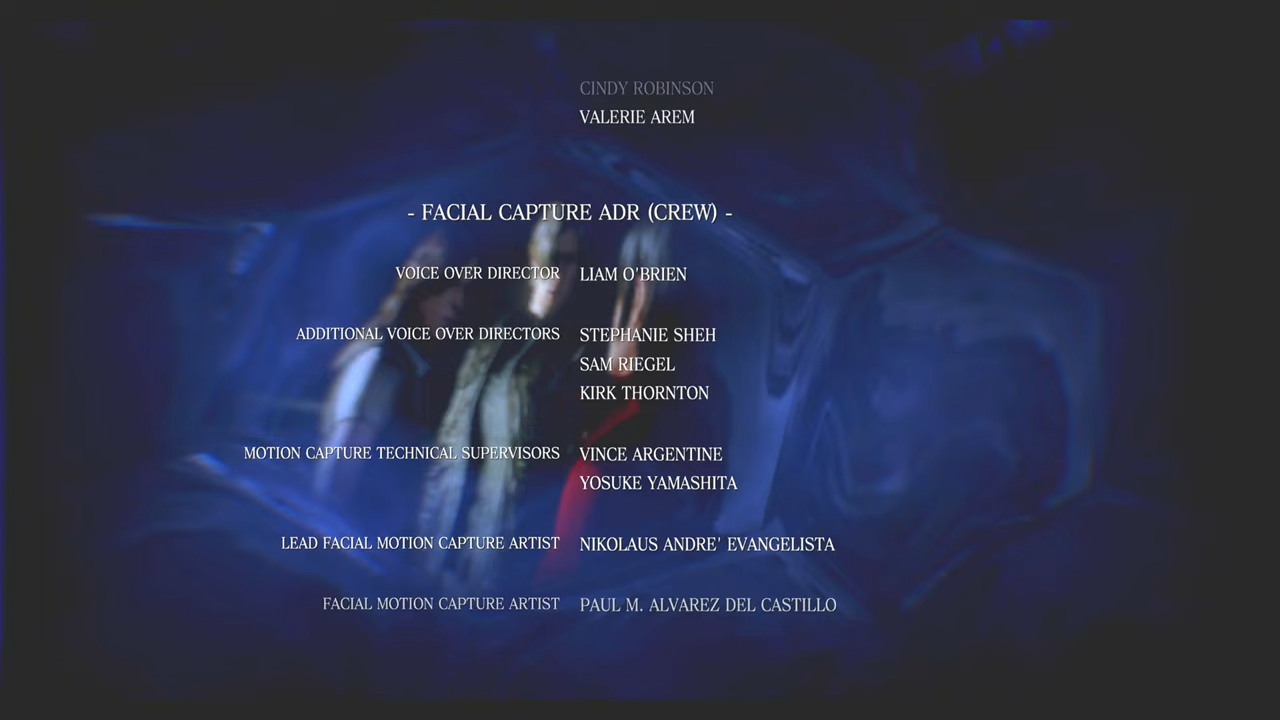 CINDY ROBINSON
VALERIE AREM
- FACIAL CAPTURE ADR (CREW) -
VOICE OVER DIRECTOR LIAM O'BRIEN
ADDITIONAL VOICE OVER DIRECTORS STEPHANIE SHEH
SAM RIEGEL
KIRK THORNTON
MOTION CAPTURE TECHNICAL SUPERVISORS VINCE ARGENTINE
YOSUKE YAMASHITA
LEAD FACIAL MOTION CAPTURE ARTIST NIKOLAUS ANDRE' EVANGELISTA
FACIAL MOTION CAPTURE ARTIST PAUL M. ALVAREZ DEL CASTILLO